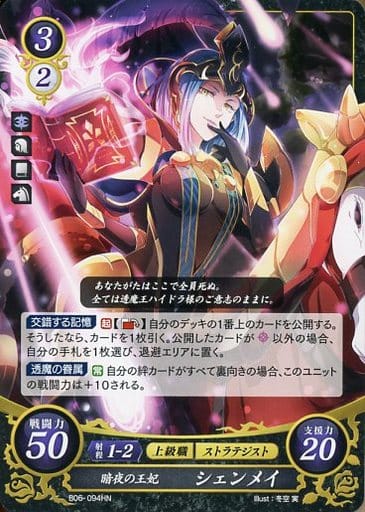 3
2
あなたがたはここで全員死ぬ。
全ては透魔王ハイドラ様のご意志のままに。
交錯する記憶 起【】自分のデッキの1番上のカードを公開する。
そうしたなら、カードを1枚引く。公開したカードが 以外の場合、
自分の手札を1枚選び、退避エリアに置く。
透魔の眷属 常 自分の絆カードがすべて裏向きの場合、このユニット
の戦闘力は+10される。
戦闘力
50
射程 1-2 上級職 ストラテジスト
支援力
20
暗夜の王妃 シェンメイ
B06-094HN
Illust:冬空 実